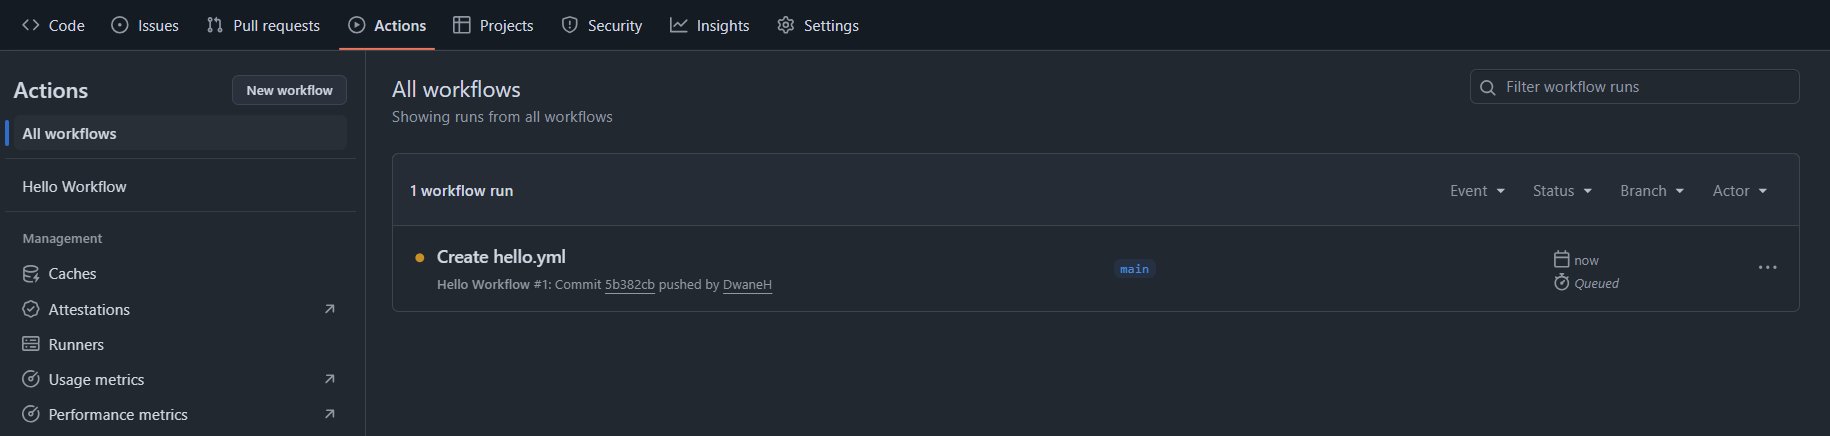 Code Issues Pull requests Actions Projects Security Insights Settings
Actions New workflow
All workflows
Hello Workflow
Management
Caches
Attestations
Runners
Usage metrics
Performance metrics
All workflows
Showing runs from all workflows
Filter workflow runs
1 workflow run Event Status Branch Actor
Create hello.yml
Hello Workflow #1: Commit 5b382cb pushed by DwaneH
main
now
Queued